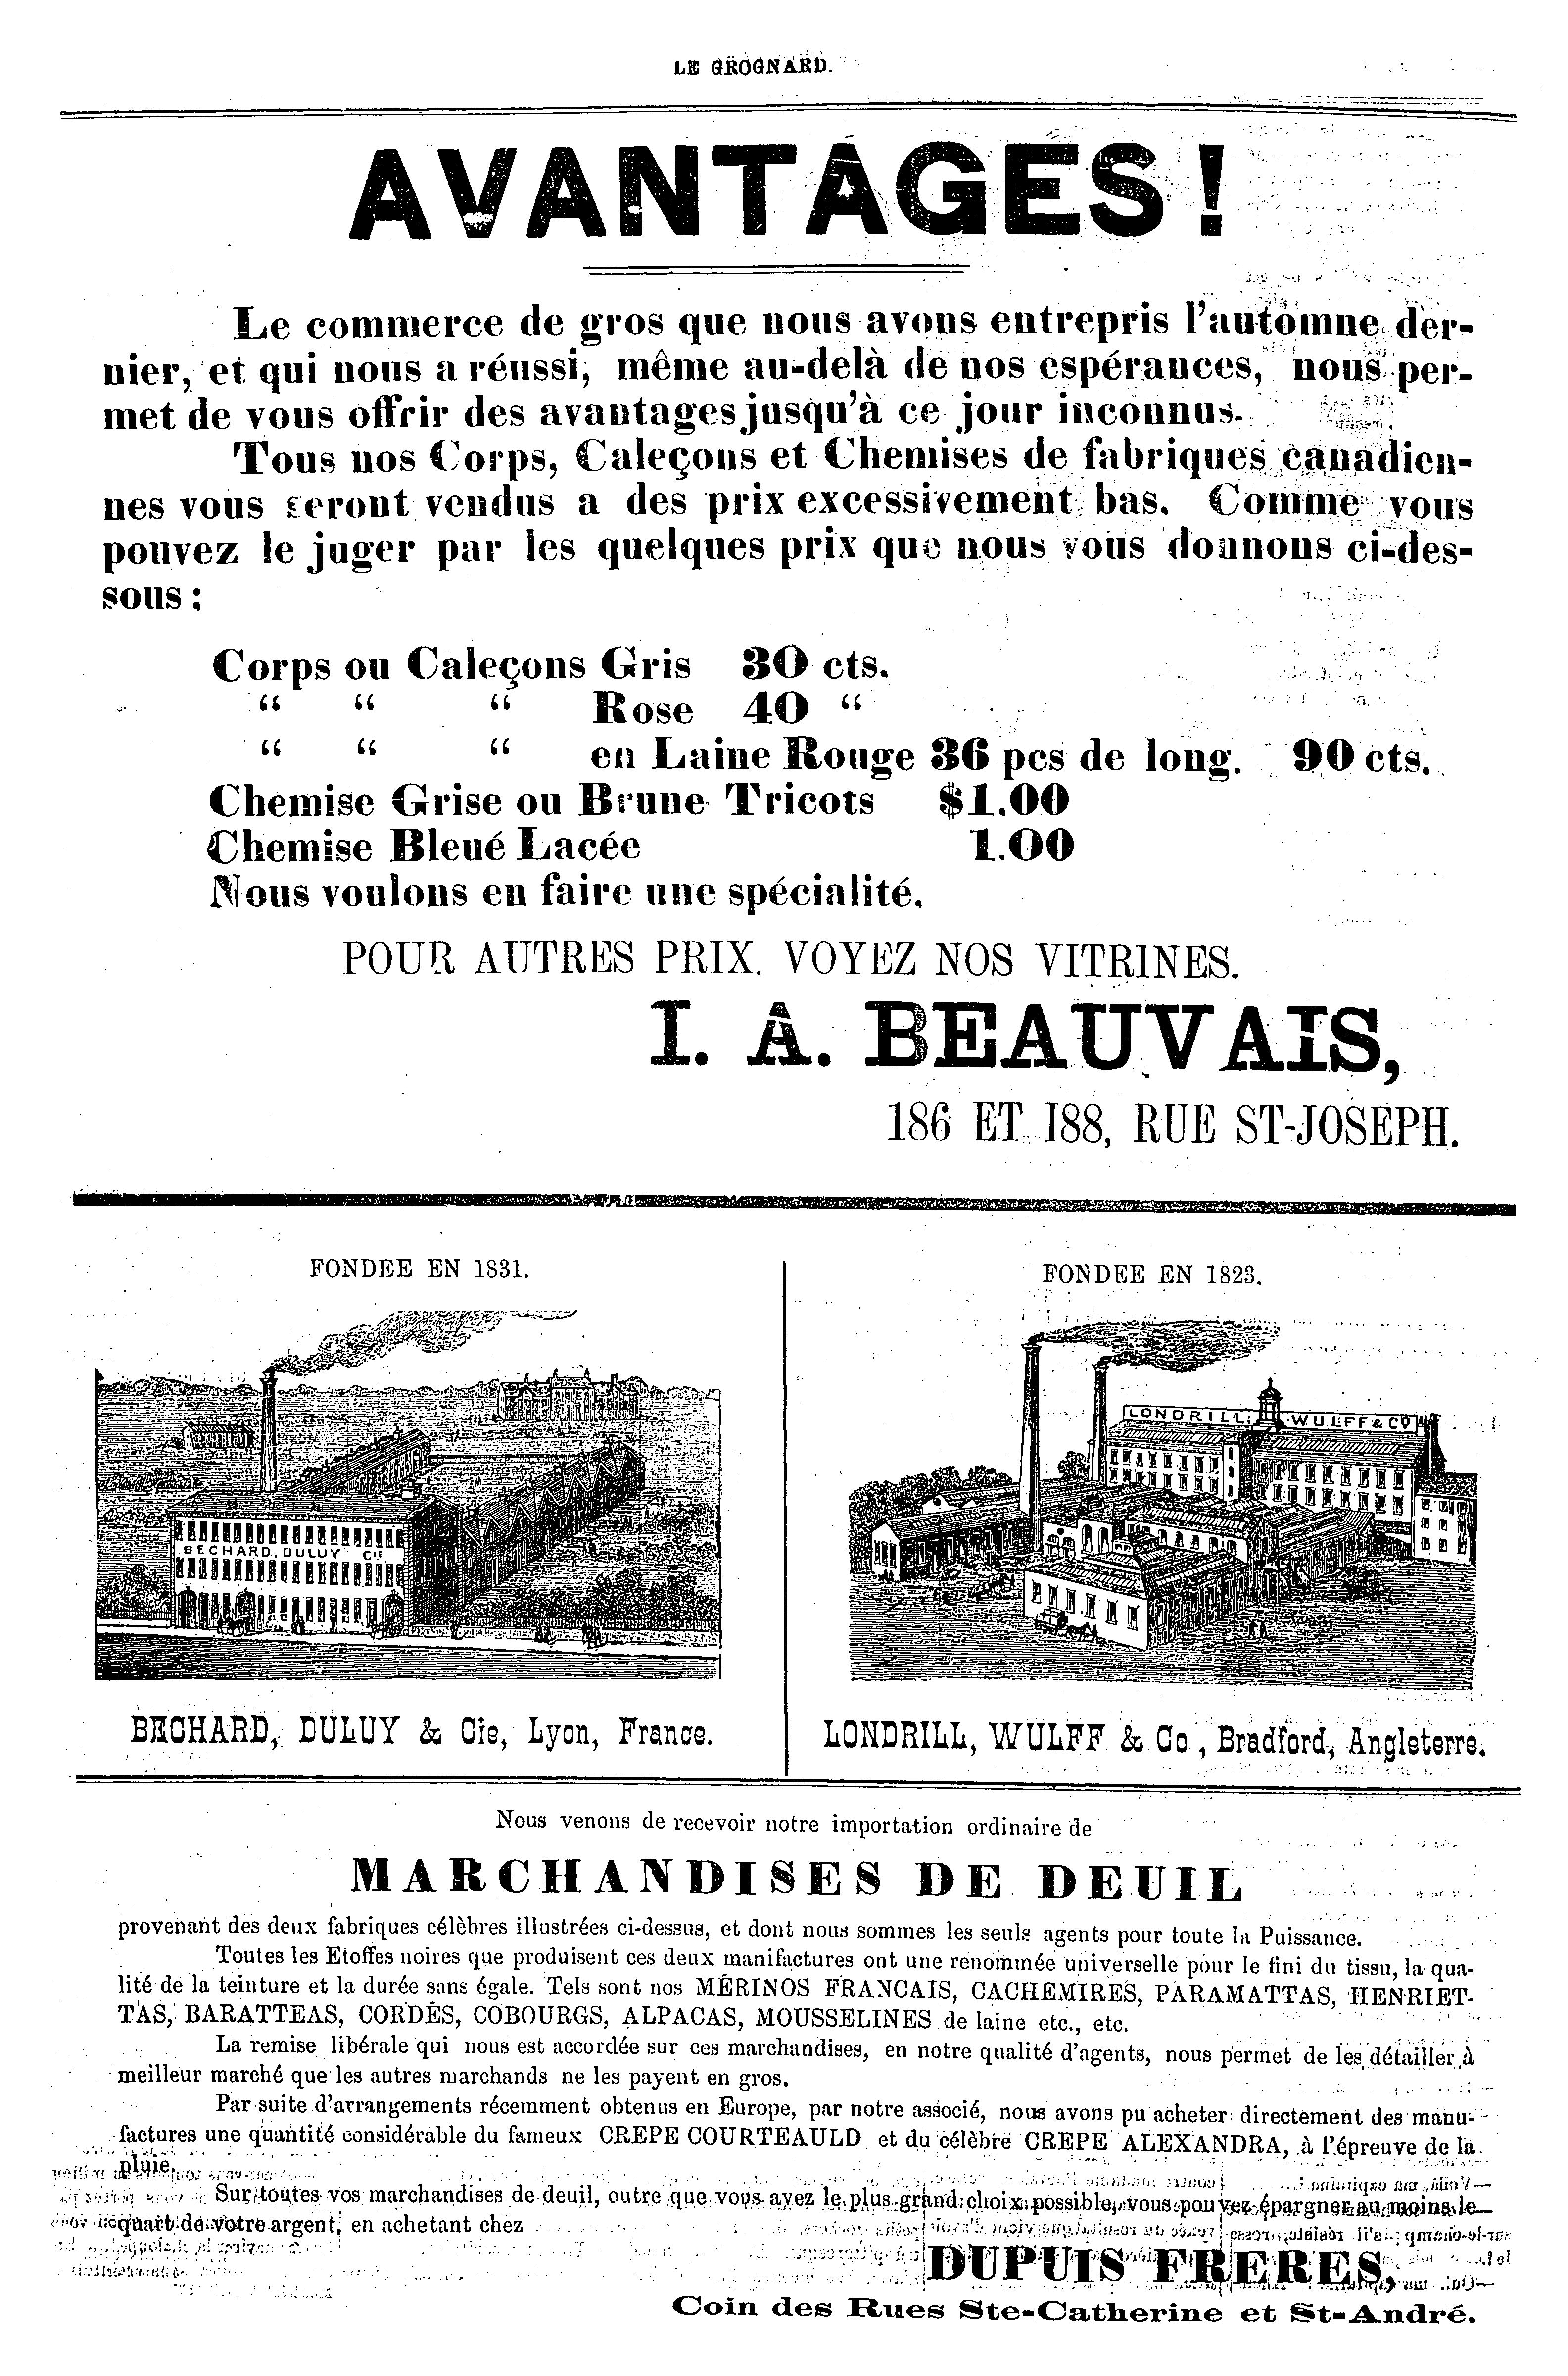 LE GROGNARD.
AVANTAGES!
Le commerce de gros que nous avons entrepris l'automne der-
nier, et qui nous a réussi, même au-delà de nos espérances, nous per-
met de vous offrir des avantages jusqu'à ce jour inconnus.
Tous nos Corps, Caleçons et Chemises de fabriques canadien-
nes vous seront vendus a des prix excessivement bas. Comme vous
pouvez le juger par les quelques prix que nous vous donnons ci-des-
sous :
Corps ou Caleçons Gris 30 cts.
“ “ “ Rose 40 “
“ “ “ en Laine Rouge 36 pcs de long. 90 cts.
Chemise Grise ou Brune Tricots $1.00
Chemise Bleué Lacée 1.00
Nous voulons en faire une spécialité.
POUR AUTRES PRIX. VOYEZ NOS VITRINES.
I. A. BEAUVAIS,
186 ET 188, RUE ST-JOSEPH.
FONDEE EN 1831.
BECHARD, DULUY CIE
BECHARD, DULUY & Cie, Lyon, France.
FONDEE EN 1823.
LONDRILL, WULFF & CO
LONDRILL, WULFF & Co., Bradford, Angleterre.
Nous venons de recevoir notre importation ordinaire de
MARCHANDISES DE DEUIL
provenant des deux fabriques célèbres illustrées ci-dessus, et dont nous sommes les seuls agents pour toute la Puissance.
Toutes les Etoffes noires que produisent ces deux manifactures ont une renommée universelle pour le fini du tissu, la qua-
lité de la teinture et la durée sans égale. Tels sont nos MÉRINOS FRANCAIS, CACHEMIRES, PARAMATTAS, HENRIET-
TAS, BARATTEAS, CORDÉS, COBOURGS, ALPACAS, MOUSSELINES de laine etc., etc.
La remise libérale qui nous est accordée sur ces marchandises, en notre qualité d'agents, nous permet de les détailler à
meilleur marché que les autres marchands ne les payent en gros.
Par suite d'arrangements récemment obtenus en Europe, par notre associé, nous avons pu acheter directement des manu-
factures une quantité considérable du fameux CREPE COURTEAULD et du célèbre CREPE ALEXANDRA, à l'épreuve de la
pluie.
Sur toutes vos marchandises de deuil, outre que vous avez le plus grand choix possible, vous pouvez épargner au moins le
quart de votre argent, en achetant chez
DUPUIS FRERES,
Coin des Rues Ste-Catherine et St-André.